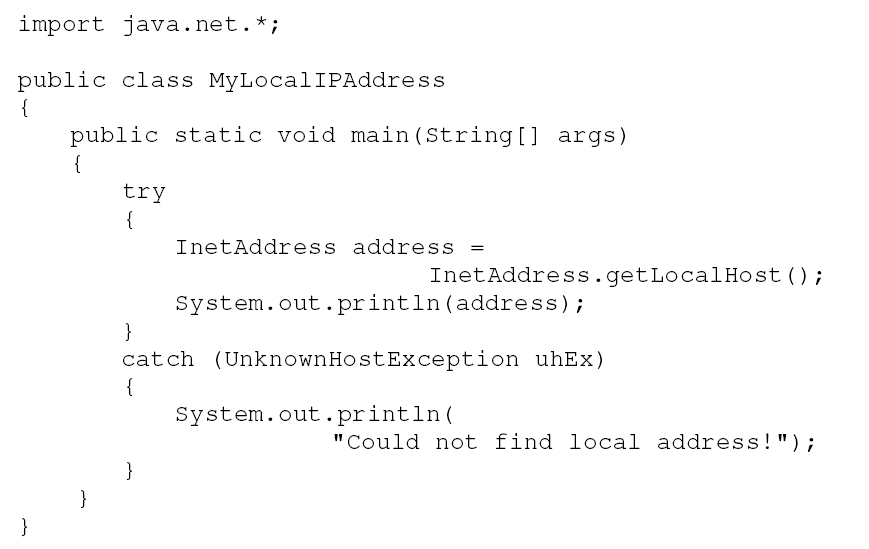 import java.net.*;
public class MyLocalIPAddress
{
public static void main(String[] args)
{
try
{
InetAddress address =
InetAddress.getLocalHost();
System.out.println(address);
}
catch (UnknownHostException uhEx)
{
System.out.println(
"Could not find local address!");
}
}
}